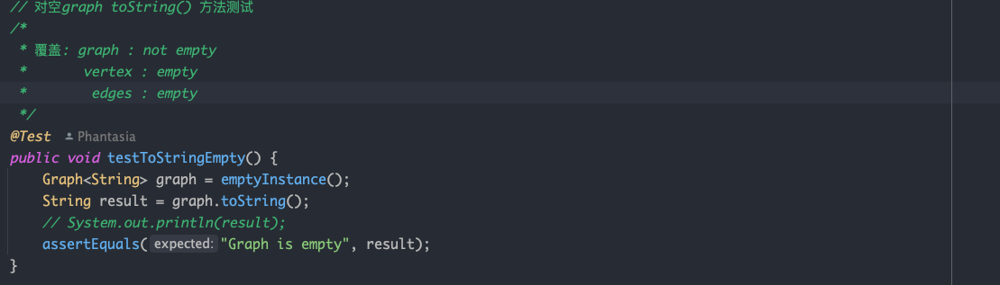 // 对空graph toString() 方法测试
/*
 * 覆盖: graph : not empty
 *       vertex : empty
 *        edges : empty
 */
@Test  Phantasia
public void testToStringEmpty() {
    Graph<String> graph = emptyInstance();
    String result = graph.toString();
    // System.out.println(result);
    assertEquals( expected: "Graph is empty", result);
}